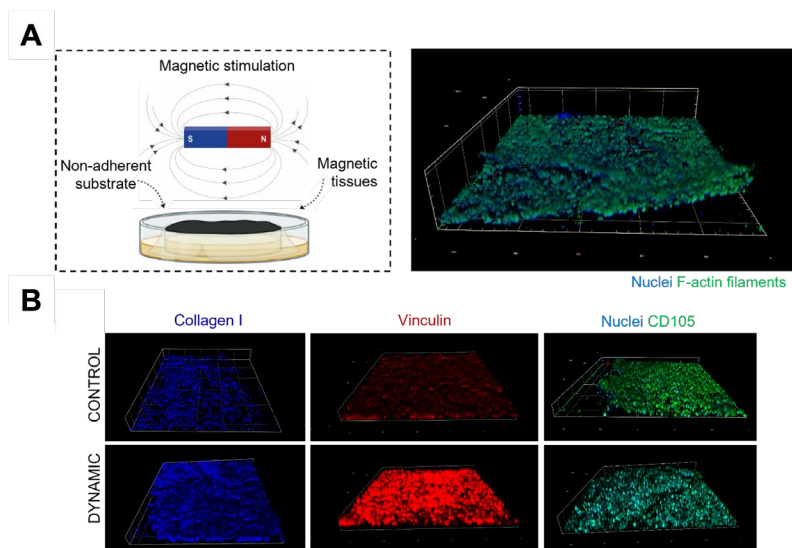 A
Magnetic stimulation
S
N
Non-adherent
substrate
Magnetic
tissues
Nuclei F-actin filaments
B
Collagen I
Vinculin
Nuclei CD105
CONTROL
DYNAMIC